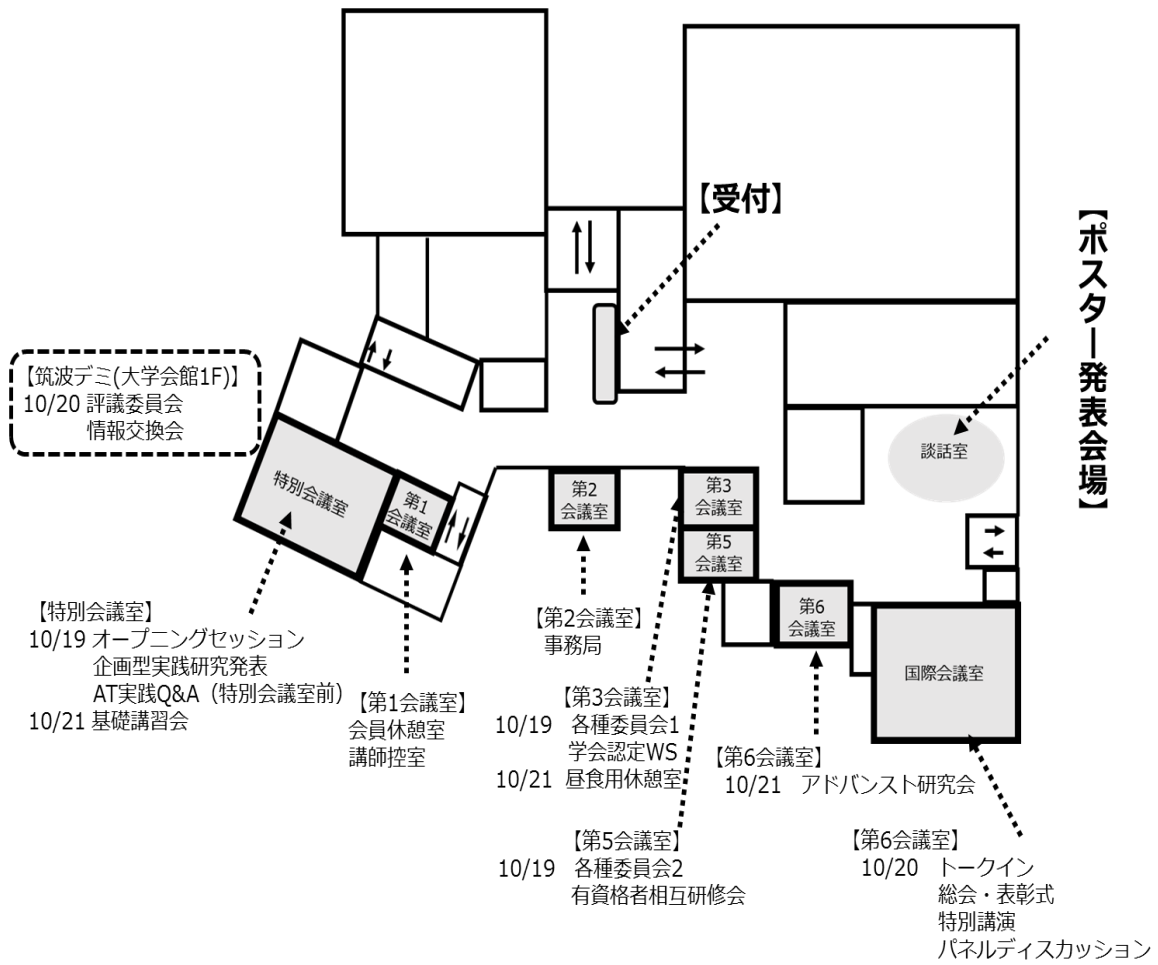 【受付】
【ポスター発表会場】
【筑波デミ(大学会館1F)】
10/20 評議委員会
情報交換会
談話室
特別会議室
第1
会議室
第2
会議室
第3
会議室
第5
会議室
第6
会議室
国際会議室
【特別会議室】
10/19 オープニングセッション
企画型実践研究発表
AT実践Q&A（特別会議室前）
10/21 基礎講習会
【第1会議室】
会員休憩室
講師控室
【第2会議室】
事務局
【第3会議室】
10/19 各種委員会1
学会認定WS
10/21 昼食用休憩室
【第5会議室】
10/19 各種委員会2
有資格者相互研修会
【第6会議室】
10/21 アドバンスト研究会
【第6会議室】
10/20 トークイン
総会・表彰式
特別講演
パネルディスカッション